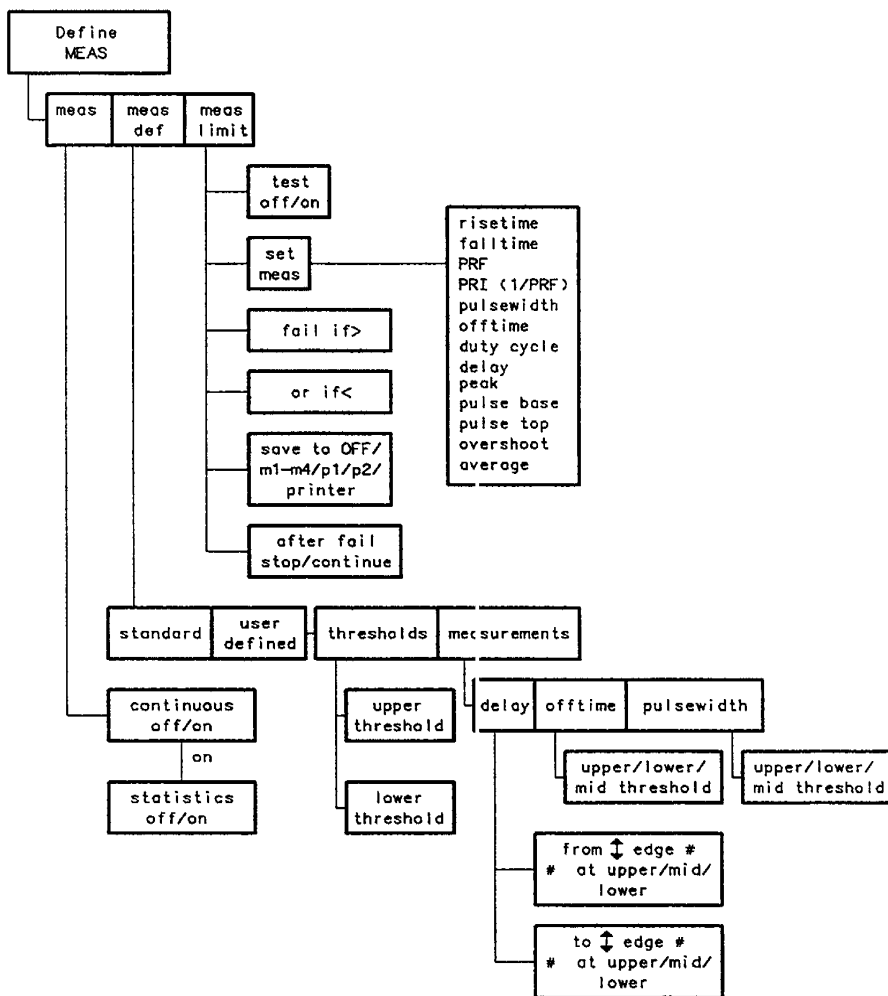 Define
MEAS
meas
meas
def
meas
limit
test
off/on
set
meas
risetime
falltime
PRF
PRI (1/PRF)
pulsewidth
offtime
duty cycle
delay
peak
pulse base
pulse top
overshoot
average
fail if>
or if<
save to OFF/
m1-m4/p1/p2/
printer
after fail
stop/continue
standard
user
defined
thresholds
measurements
continuous
off/on
on
statistics
off/on
upper
threshold
lower
threshold
delay
offtime
pulsewidth
upper/lower/
mid threshold
upper/lower/
mid threshold
from ↕ edge #
# at upper/mid/
lower
to ↕ edge #
# at upper/mid/
lower